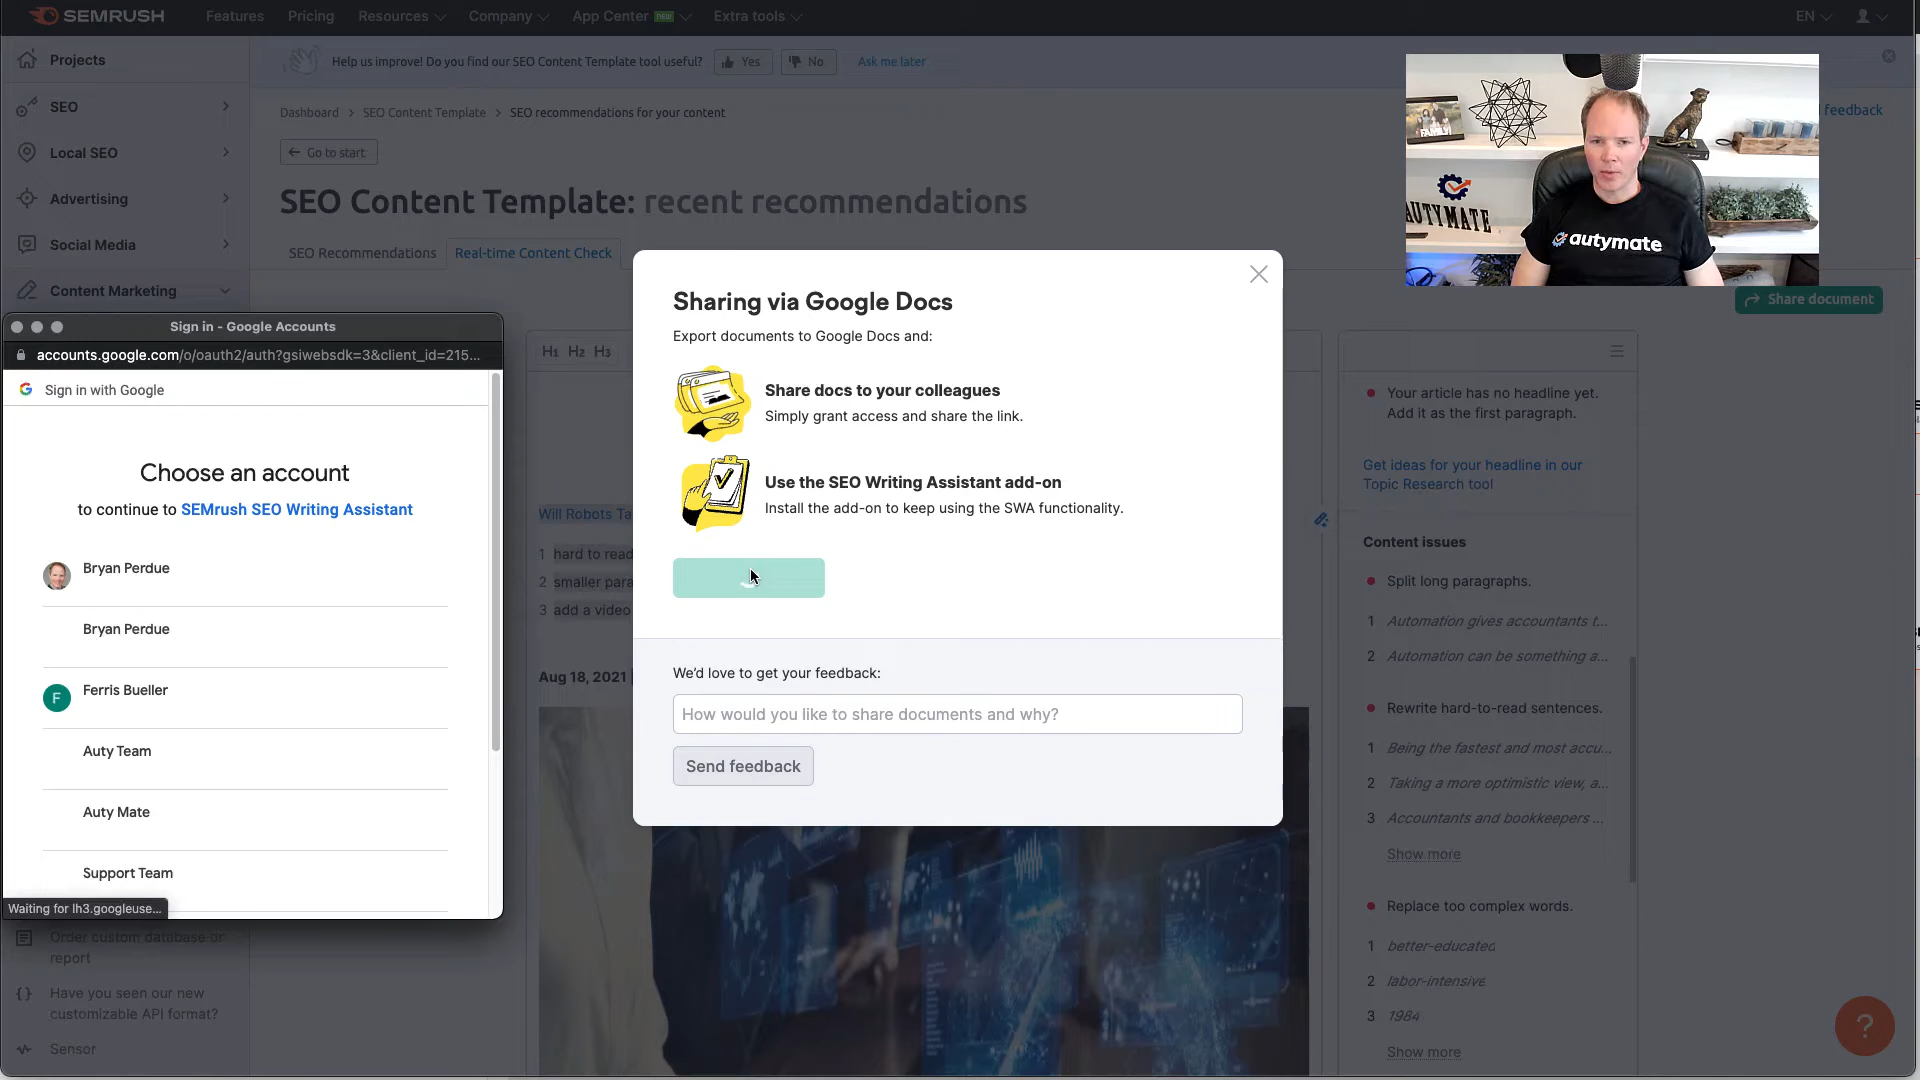 SEMRUSH
Features
Pricing
Resources
Company
App Center NEW
Extra tools
EN
Projects
SEO
Local SEO
Advertising
Social Media
Content Marketing
Help us improve! Do you find our SEO Content Template tool useful?
Yes
No
Ask me later
Dashboard > SEO Content Template > SEO recommendations for your content
feedback
← Go to start
SEO Content Template: recent recommendations
SEO Recommendations
Real-time Content Check
Share document
FAMILY
AUTYMATE
autymate
Sign in - Google Accounts
accounts.google.com/o/oauth2/auth?gsiwebsdk=3&client_id=215...
Sign in with Google
Choose an account
to continue to SEMrush SEO Writing Assistant
Bryan Perdue
Bryan Perdue
F
Ferris Bueller
Auty Team
Auty Mate
Support Team
Waiting for lh3.googleuse...
Order custom database or
report
{} Have you seen our new
customizable API format?
Sensor
H1 H2 H3
Will Robots Ta
1 hard to read
2 smaller para
3 add a video
Aug 18, 2021 |
Sharing via Google Docs
Export documents to Google Docs and:
Share docs to your colleagues
Simply grant access and share the link.
Use the SEO Writing Assistant add-on
Install the add-on to keep using the SWA functionality.
We'd love to get your feedback:
How would you like to share documents and why?
Send feedback
Your article has no headline yet.
Add it as the first paragraph.
Get ideas for your headline in our
Topic Research tool
Content issues
Split long paragraphs.
1 Automation gives accountants t...
2 Automation can be something a...
Rewrite hard-to-read sentences.
1 Being the fastest and most accu...
2 Taking a more optimistic view, a...
3 Accountants and bookkeepers ...
Show more
Replace too complex words.
1 better-educated
2 labor-intensive
3 1984
Show more
?